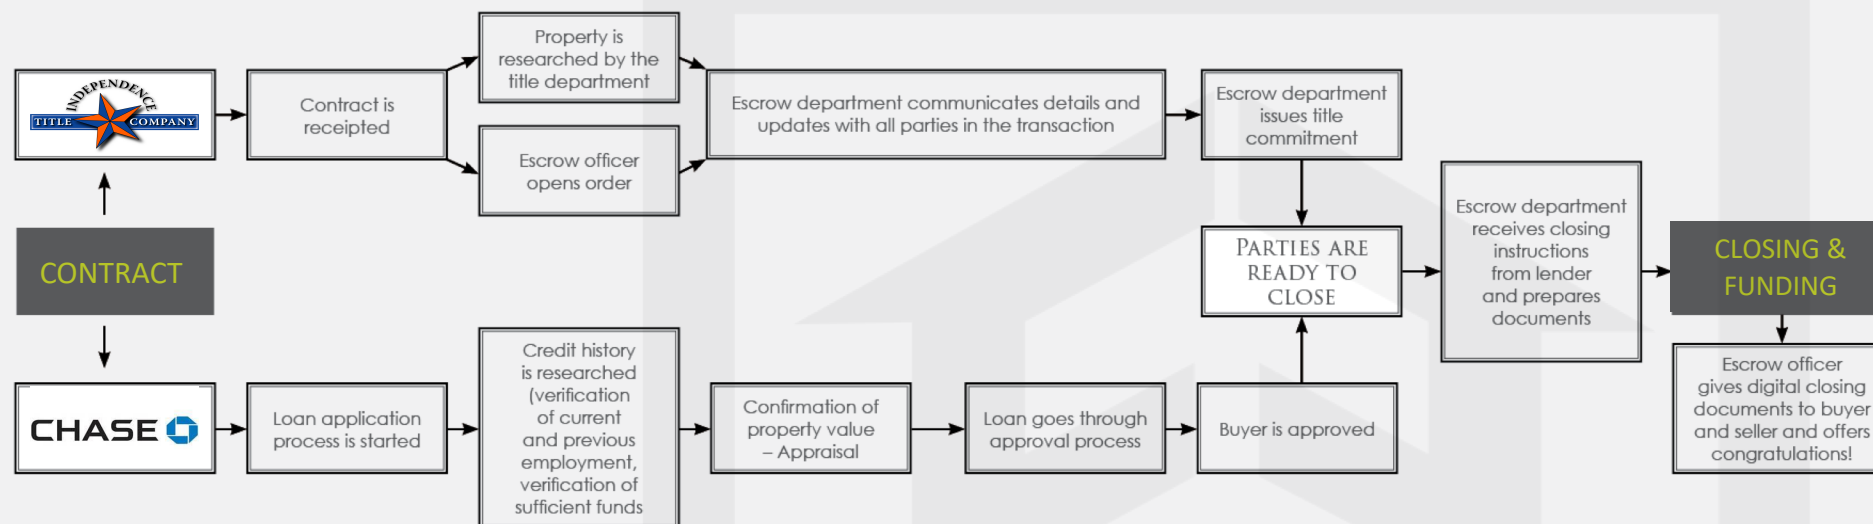 INDEPENDENCE
TITLE COMPANY
Contract is
receipted
Property is
researched by the
title department
Escrow officer
opens order
Escrow department communicates details and
updates with all parties in the transaction
Escrow department
issues title
commitment
CONTRACT
PARTIES ARE
READY TO
CLOSE
Escrow department
receives closing
instructions
from lender
and prepares
documents
CLOSING &
FUNDING
Escrow officer
gives digital closing
documents to buyer
and seller and offers
congratulations!
CHASE
Loan application
process is started
Credit history
is researched
(verification
of current
and previous
employment,
verification of
sufficient funds
Confirmation of
property value
– Appraisal
Loan goes through
approval process
Buyer is approved